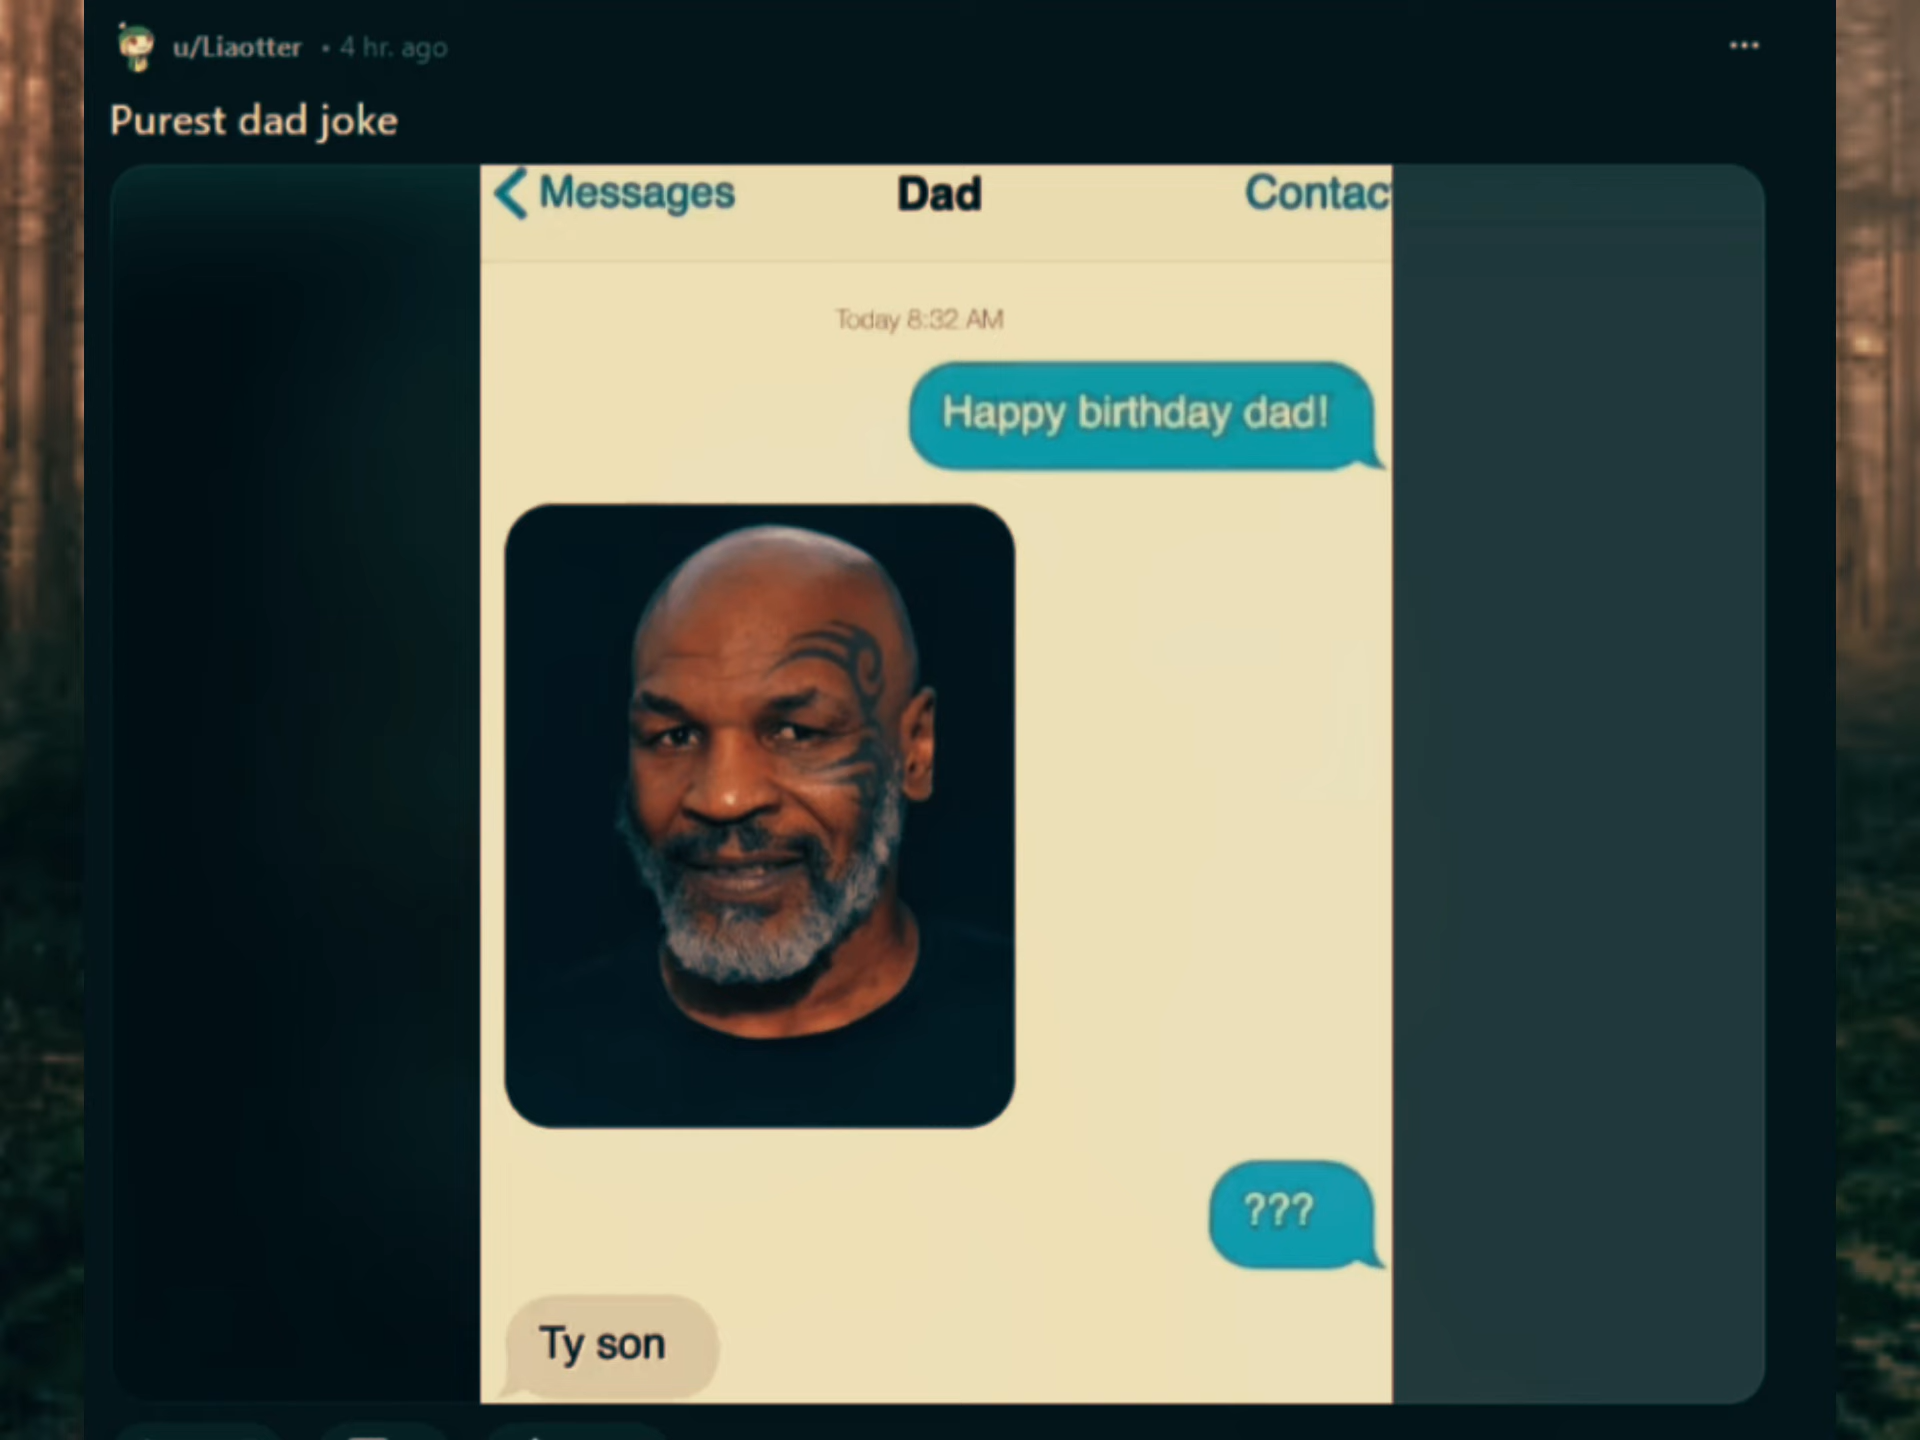 u/Liaotter • 4 hr. ago
Purest dad joke
Messages Dad Contac
Today 8:32 AM
Happy birthday dad!
???
Ty son